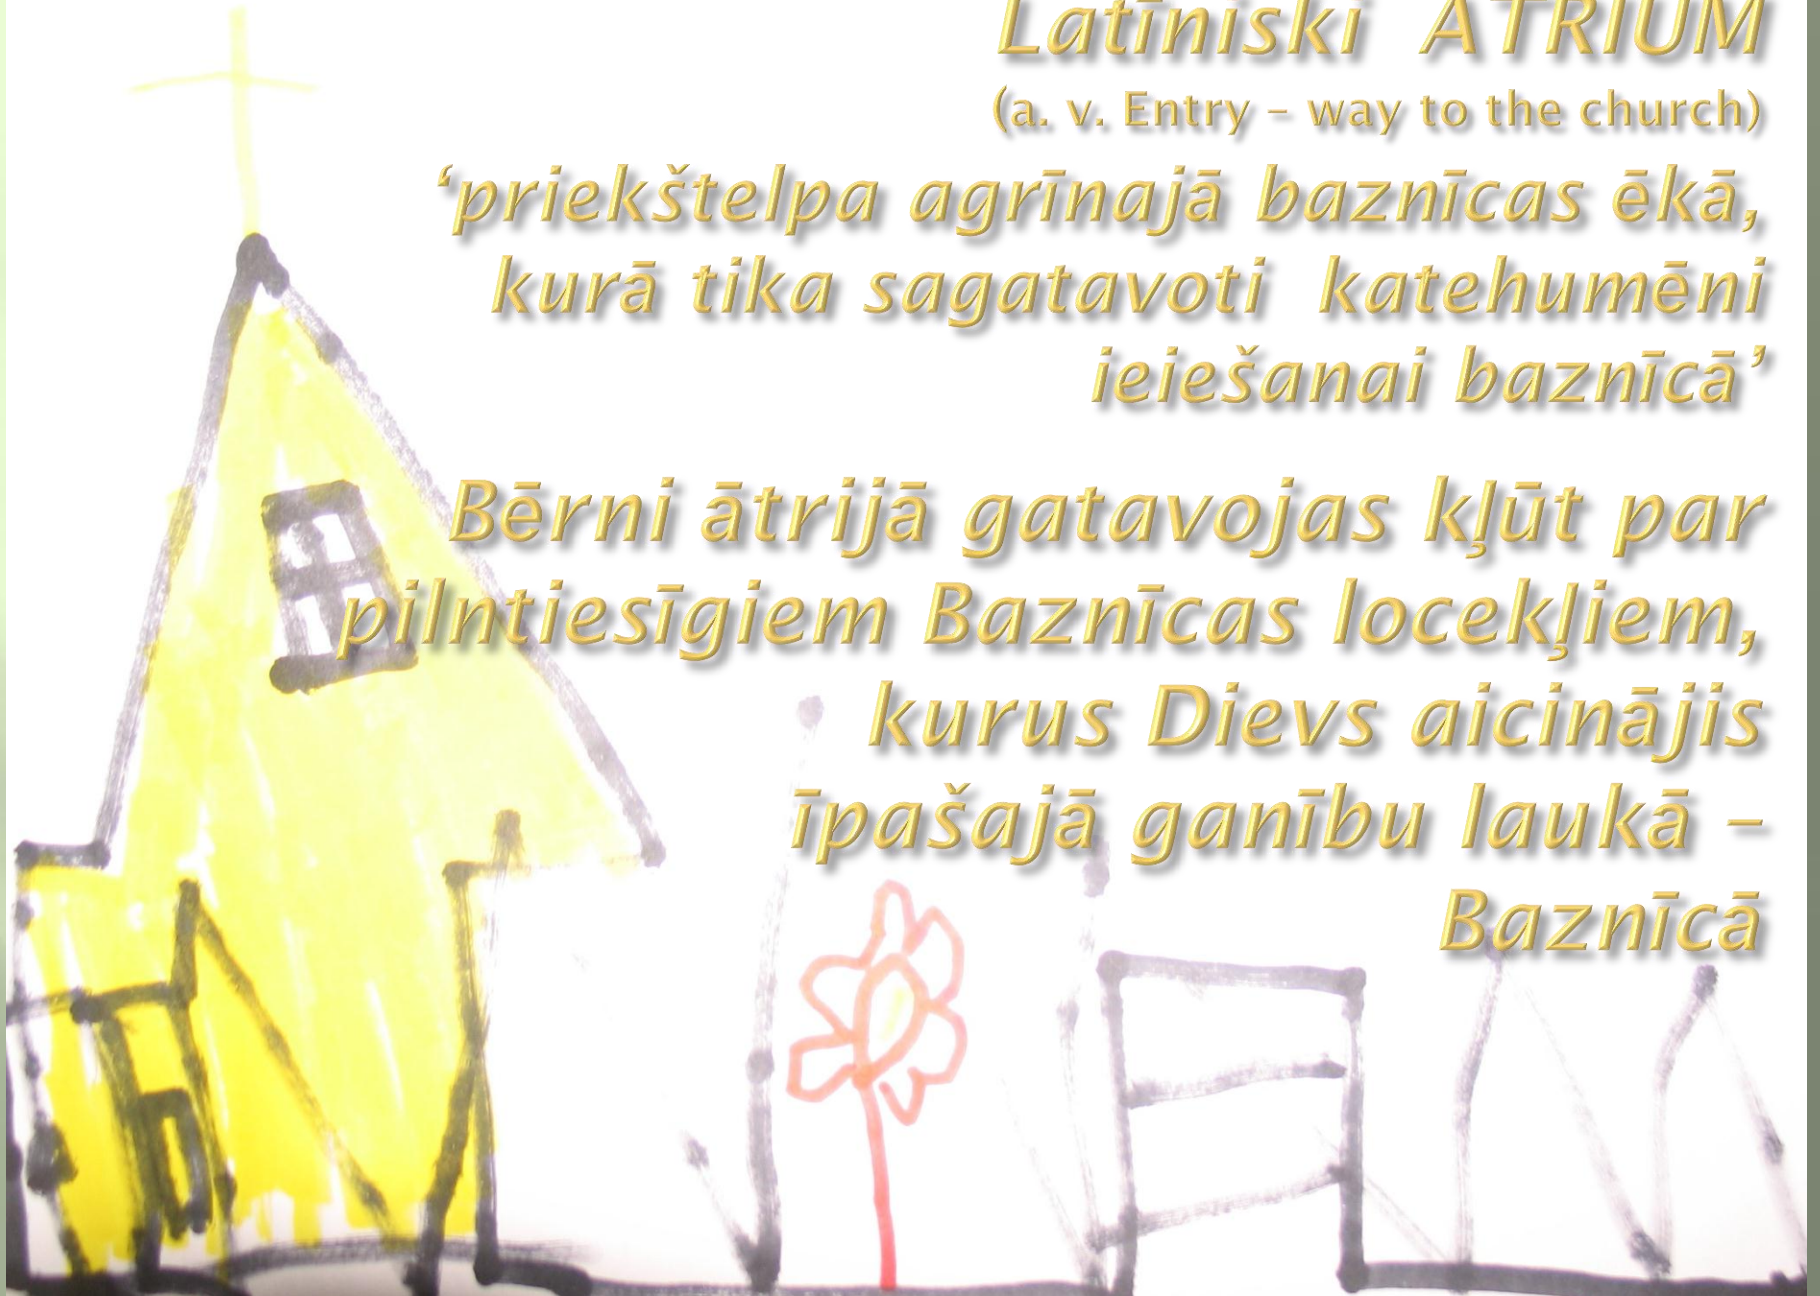 Latīniski ATRIUM
(a. v. Entry – way to the church)
‘priekštelpa agrīnajā baznīcas ēkā,
kurā tika sagatavoti katehumēni
ieiešanai baznīcā’
Bērni ātrijā gatavojas kļūt par
pilntiesīgiem Baznīcas locekļiem,
kurus Dievs aicinājis
īpašajā ganību laukā –
Baznīcā